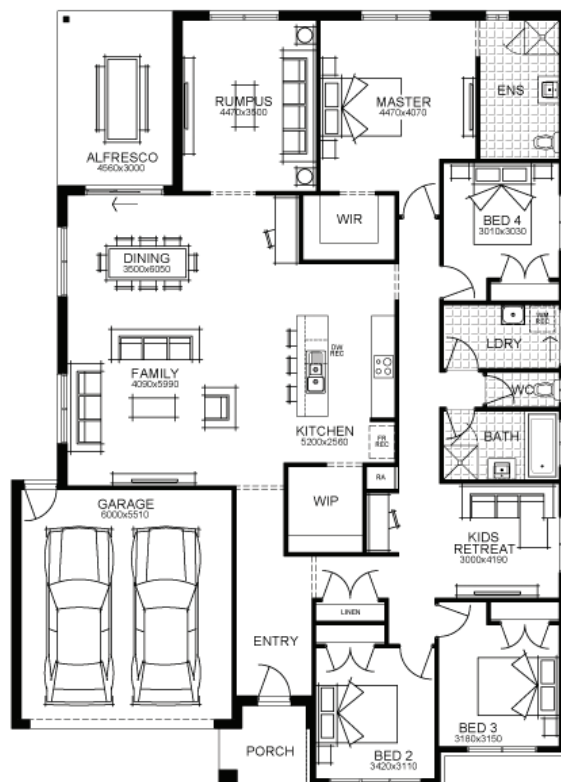 RUMPUS
4470x3500
MASTER
4470x4070
ENS
ALFRESCO
4560x3000
WIR
BED 4
3010x3030
DINING
3500x6050
DW
REC
WM
REC
LDRY
FAMILY
4090x5990
WC
KITCHEN
5200x2560
FR
REC
BATH
RA
WIP
GARAGE
6000x5510
KIDS
RETREAT
3000x4190
LINEN
ENTRY
BED 2
3420x3110
BED 3
3180x3150
PORCH